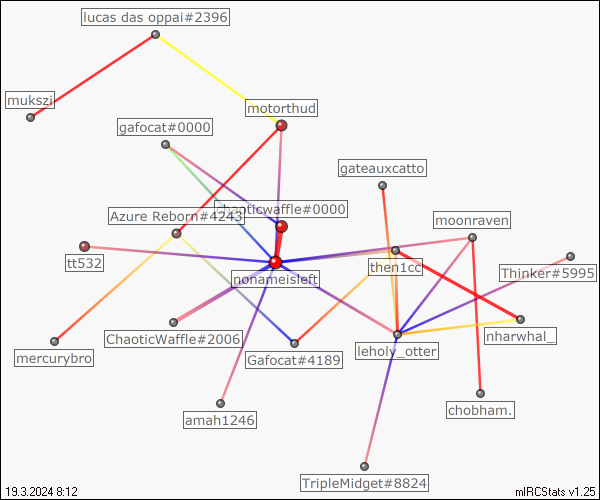 lucas das oppai#2396
mukszi
motorthud
gafocat#0000
gateauxcatto
chaoticwaffle#0000
Azure Reborn#4243
moonraven
tt532
then1cc
Thinker#5995
nonameisleft
ChaoticWaffle#2006
nharwhal_
mercurybro
Gafocat#4189
leholy_otter
chobham.
amah1246
TripleMidget#8824
19.3.2024 8:12
mIRCStats v1.25